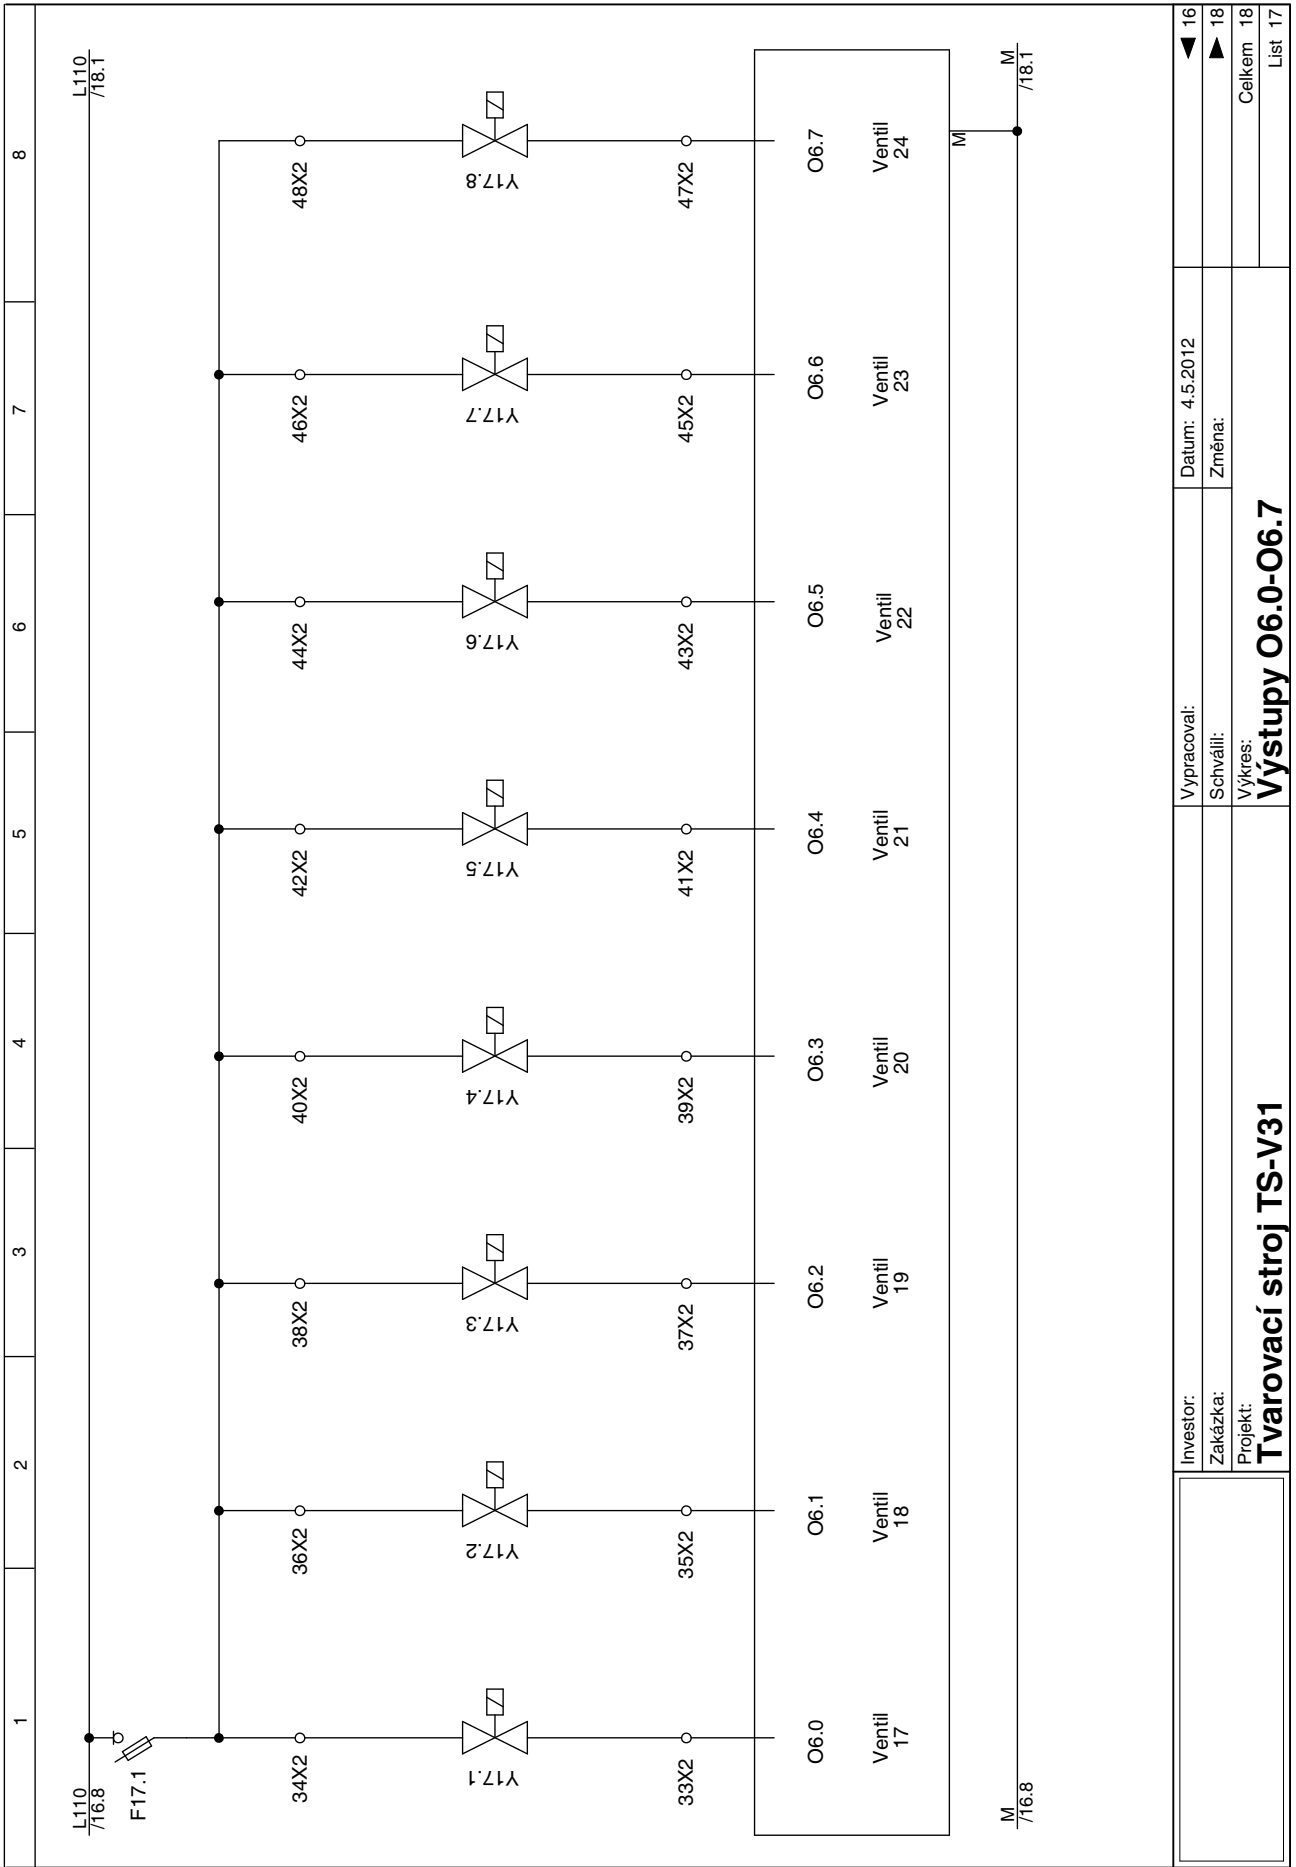 1 2 3 4 5 6 7 8
L110 L110
/16.8 /18.1
F17.1
34X2 36X2 38X2 40X2 42X2 44X2 46X2 48X2
Y17.1 Y17.2 Y17.3 Y17.4 Y17.5 Y17.6 Y17.7 Y17.8
33X2 35X2 37X2 39X2 41X2 43X2 45X2 47X2
O6.0 O6.1 O6.2 O6.3 O6.4 O6.5 O6.6 O6.7
Ventil Ventil Ventil Ventil Ventil Ventil Ventil Ventil
17 18 19 20 21 22 23 24
M
M M
/16.8 /18.1
Investor: Vypracoval: Datum: 4.5.2012 ◀ 16
Zakázka: Schválil: Změna: ▶ 18
Projekt: Výkres: Celkem 18
Tvarovací stroj TS-V31 Výstupy O6.0-O6.7 List 17